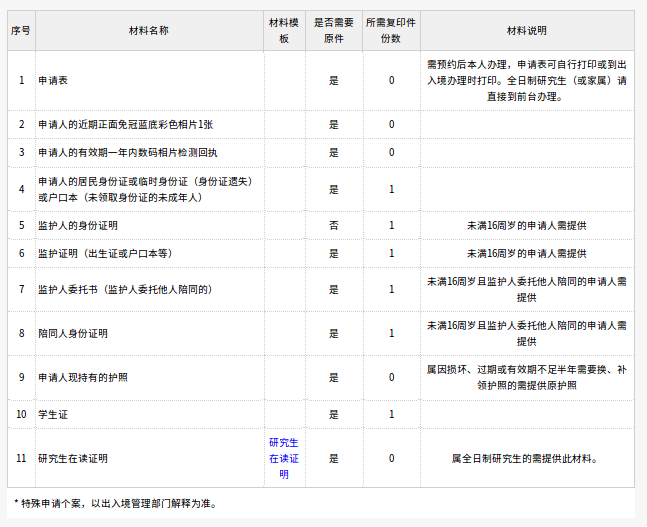 序号 材料名称 材料模板 是否需要原件 所需复印件份数 材料说明
1 申请表 是 0 需预约后本人办理，申请表可自行打印或到出入境办理时打印。全日制研究生（或家属）请直接到前台办理。
2 申请人的近期正面免冠蓝底彩色相片1张 是 0
3 申请人的有效期一年内数码相片检测回执 是 0
4 申请人的居民身份证或临时身份证（身份证遗失）或户口本（未领取身份证的未成年人） 是 1
5 监护人的身份证明 否 1 未满16周岁的申请人需提供
6 监护证明（出生证或户口本等） 是 1 未满16周岁的申请人需提供
7 监护人委托书（监护人委托他人陪同的） 是 1 未满16周岁且监护人委托他人陪同的申请人需提供
8 陪同人身份证明 是 1 未满16周岁且监护人委托他人陪同的申请人需提供
9 申请人现持有的护照 是 0 属因损坏、过期或有效期不足半年需要换、补领护照的需提供原护照
10 学生证 是 1
11 研究生在读证明 研究生在读证明 是 0 属全日制研究生的需提供此材料。
* 特殊申请个案，以出入境管理部门解释为准。